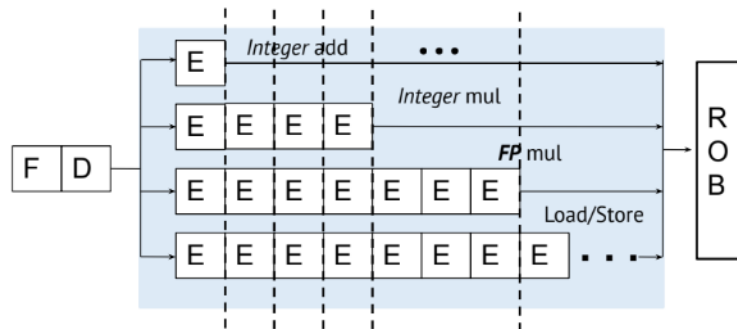 E Integer add •••
Integer mul
E E E E
FP mul
F D
E E E E E E E
Load/Store
E E E E E E E E ...
R
O
B